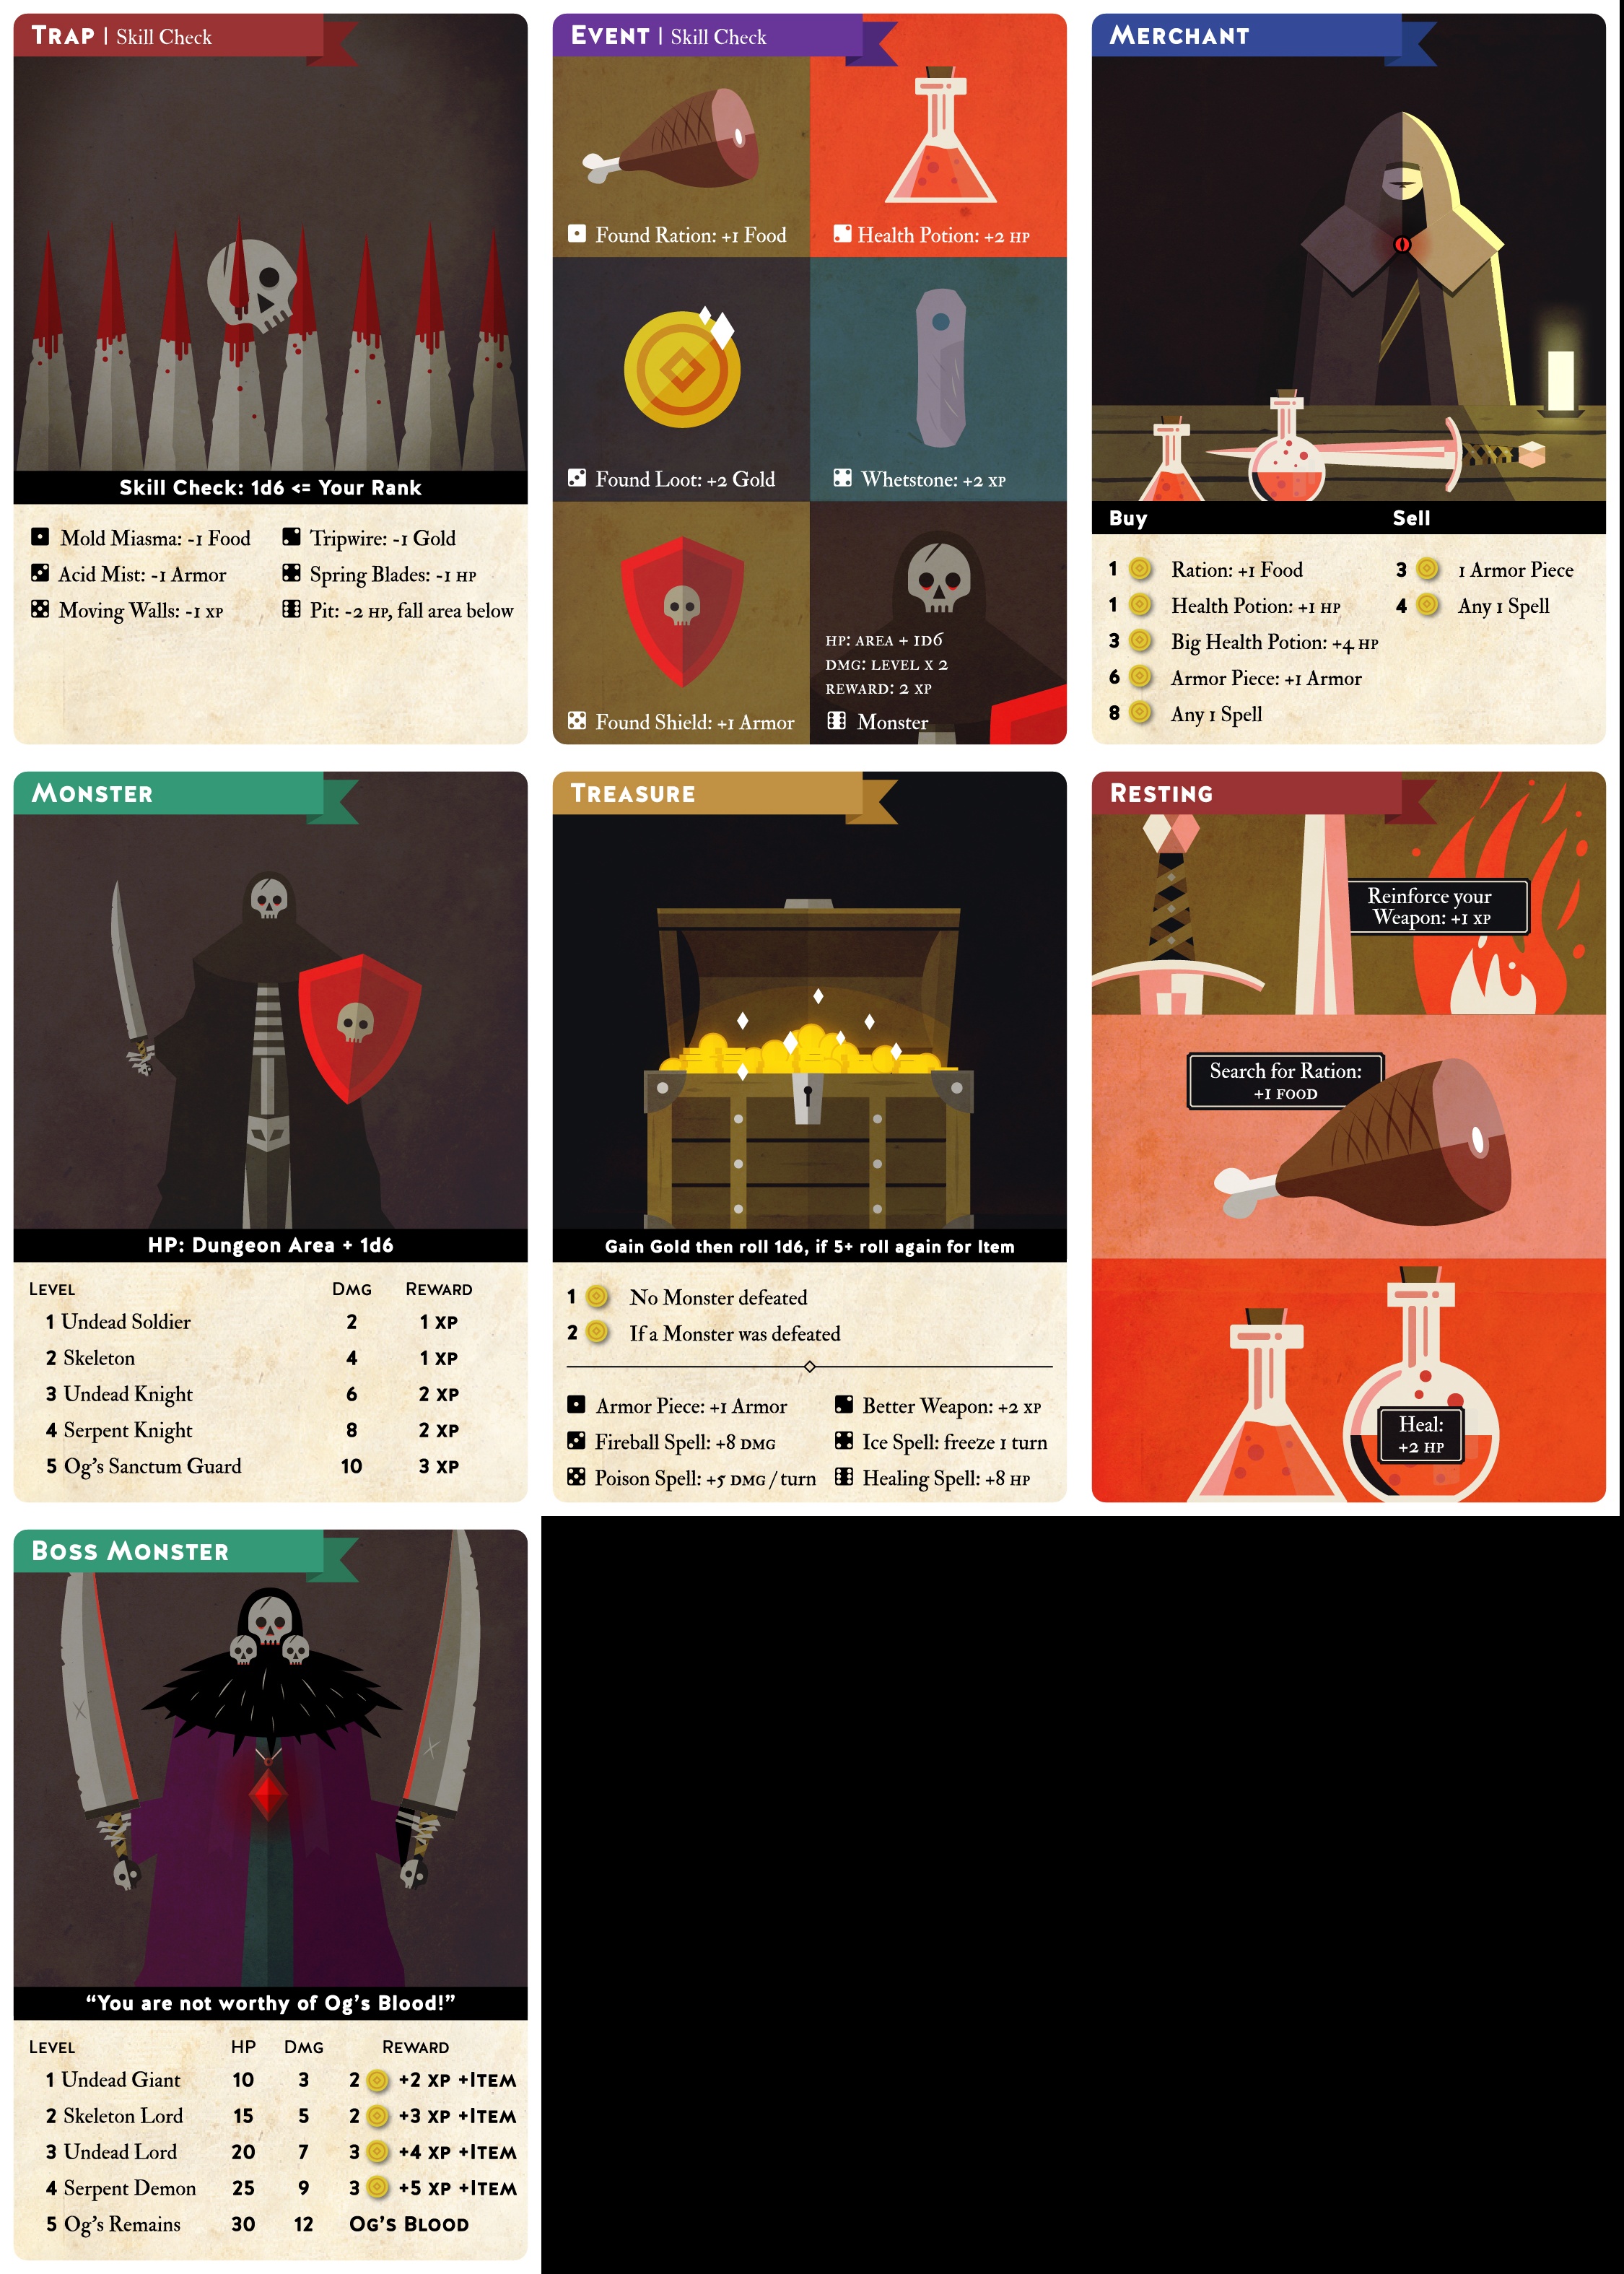 TRAP | Skill Check
Skill Check: 1d6 <= Your Rank
Mold Miasma: -1 Food
Tripwire: -1 Gold
Acid Mist: -1 Armor
Spring Blades: -1 HP
Moving Walls: -1 XP
Pit: -2 HP, fall area below
EVENT | Skill Check
Found Ration: +1 Food
Health Potion: +2 HP
Found Loot: +2 Gold
Whetstone: +2 XP
Found Shield: +1 Armor
HP: AREA + 1D6
DMG: LEVEL X 2
REWARD: 2 XP
Monster
MERCHANT
Buy Sell
1 Ration: +1 Food 3 1 Armor Piece
1 Health Potion: +1 HP 4 Any 1 Spell
3 Big Health Potion: +4 HP
6 Armor Piece: +1 Armor
8 Any 1 Spell
MONSTER
HP: Dungeon Area + 1d6
LEVEL DMG REWARD
1 Undead Soldier 2 1 XP
2 Skeleton 4 1 XP
3 Undead Knight 6 2 XP
4 Serpent Knight 8 2 XP
5 Og's Sanctum Guard 10 3 XP
TREASURE
Gain Gold then roll 1d6, if 5+ roll again for Item
1 No Monster defeated
2 If a Monster was defeated
Armor Piece: +1 Armor
Better Weapon: +2 XP
Fireball Spell: +8 DMG
Ice Spell: freeze 1 turn
Poison Spell: +5 DMG / turn
Healing Spell: +8 HP
RESTING
Reinforce your
Weapon: +1 XP
Search for Ration:
+1 FOOD
Heal:
+2 HP
BOSS MONSTER
“You are not worthy of Og’s Blood!”
LEVEL HP DMG REWARD
1 Undead Giant 10 3 2 +2 XP +ITEM
2 Skeleton Lord 15 5 2 +3 XP +ITEM
3 Undead Lord 20 7 3 +4 XP +ITEM
4 Serpent Demon 25 9 3 +5 XP +ITEM
5 Og’s Remains 30 12 OG’S BLOOD